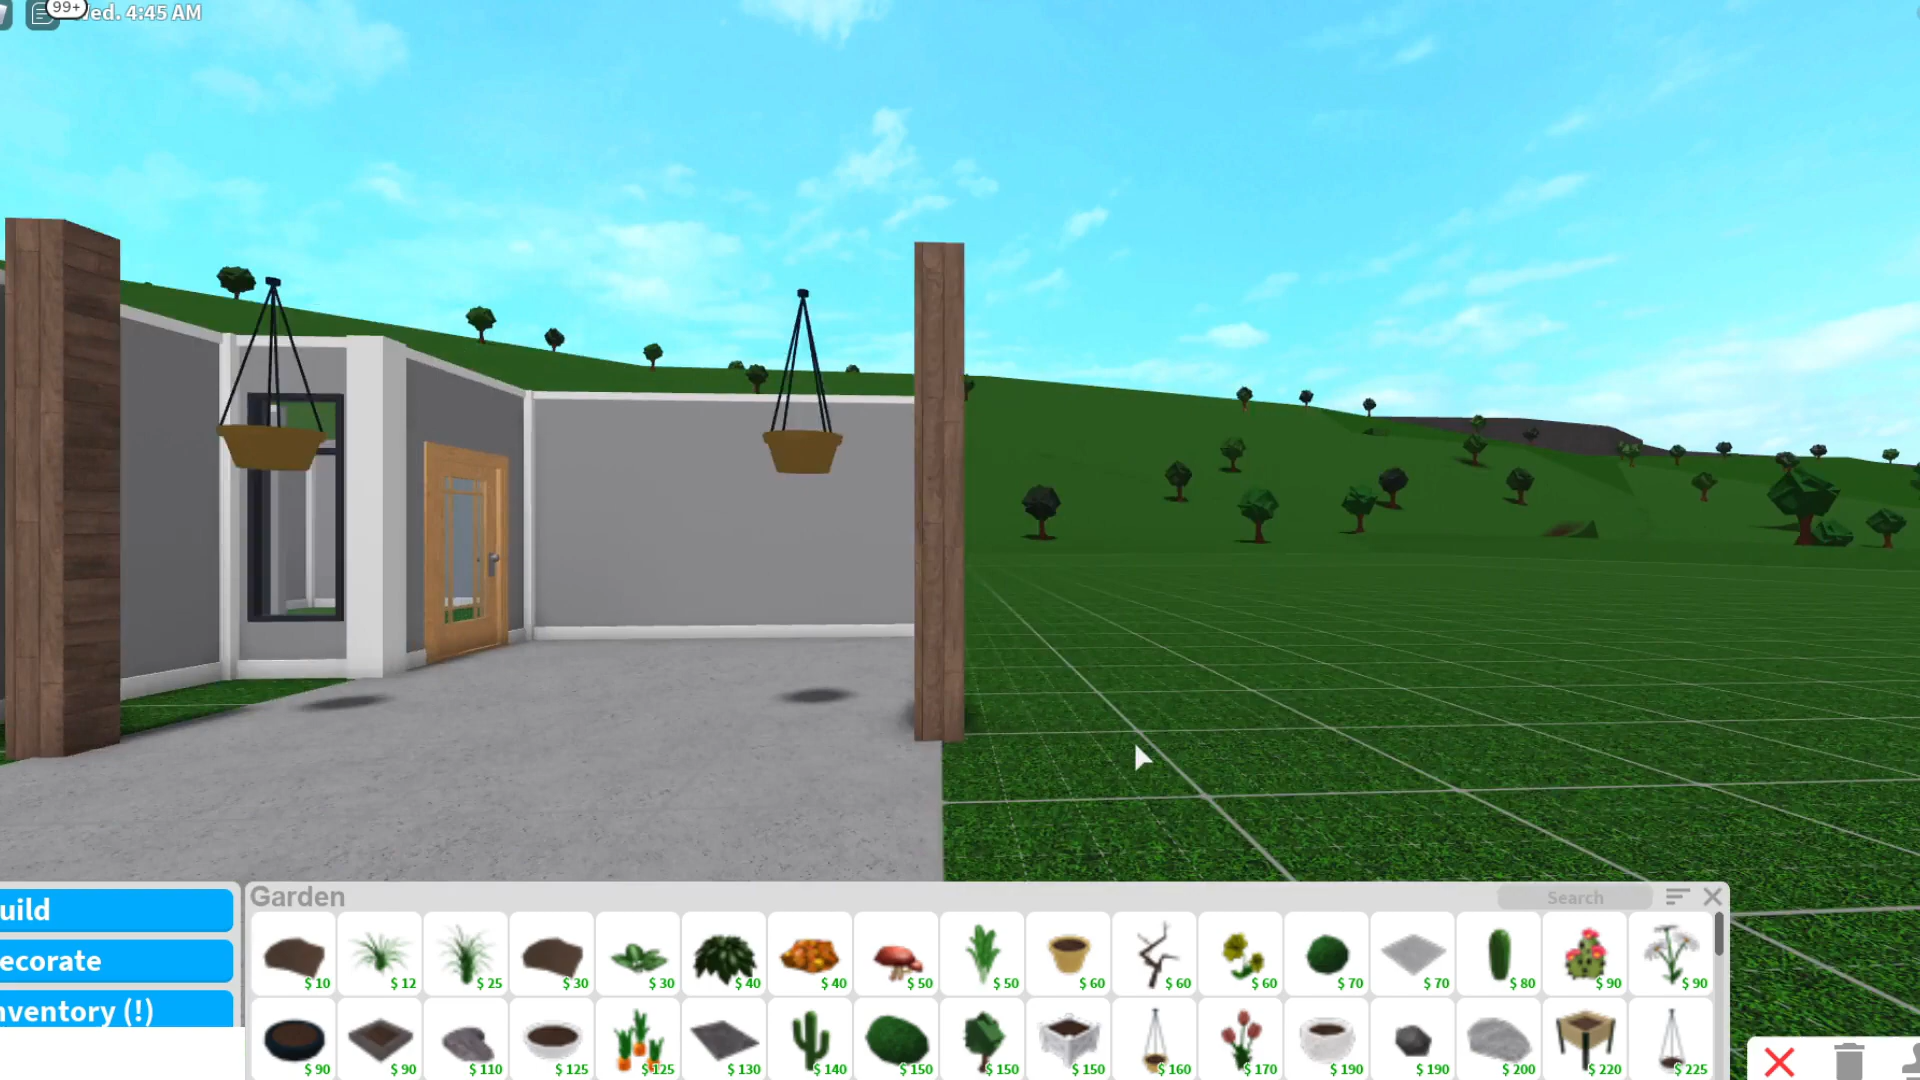 99+
Wed. 4:45 AM
uild
ecorate
nventory (!)
Garden
Search
$ 10 $ 12 $ 25 $ 30 $ 30 $ 40 $ 40 $ 50 $ 50 $ 60 $ 60 $ 60 $ 70 $ 70 $ 80 $ 90 $ 90
$ 90 $ 90 $ 110 $ 125 $ 125 $ 130 $ 140 $ 150 $ 150 $ 150 $ 160 $ 170 $ 190 $ 190 $ 200 $ 220 $ 225